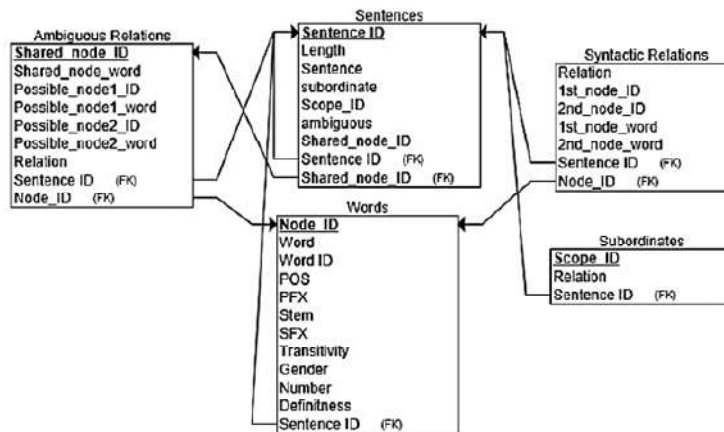 Ambiguous Relations
Shared_node_ID
Shared_node_word
Possible_node1_ID
Possible_node1_word
Possible_node2_ID
Possible_node2_word
Relation
Sentence ID (FK)
Node_ID (FK)
Sentences
Sentence ID
Length
Sentence
subordinate
Scope_ID
ambiguous
Shared_node_ID
Sentence ID (FK)
Shared_node_ID (FK)
Syntactic Relations
Relation
1st_node_ID
2nd_node_ID
1st_node_word
2nd_node_word
Sentence ID (FK)
Node_ID (FK)
Words
Node_ID
Word
Word ID
POS
PFX
Stem
SFX
Transitivity
Gender
Number
Definitness
Sentence ID (FK)
Subordinates
Scope_ID
Relation
Sentence ID (FK)